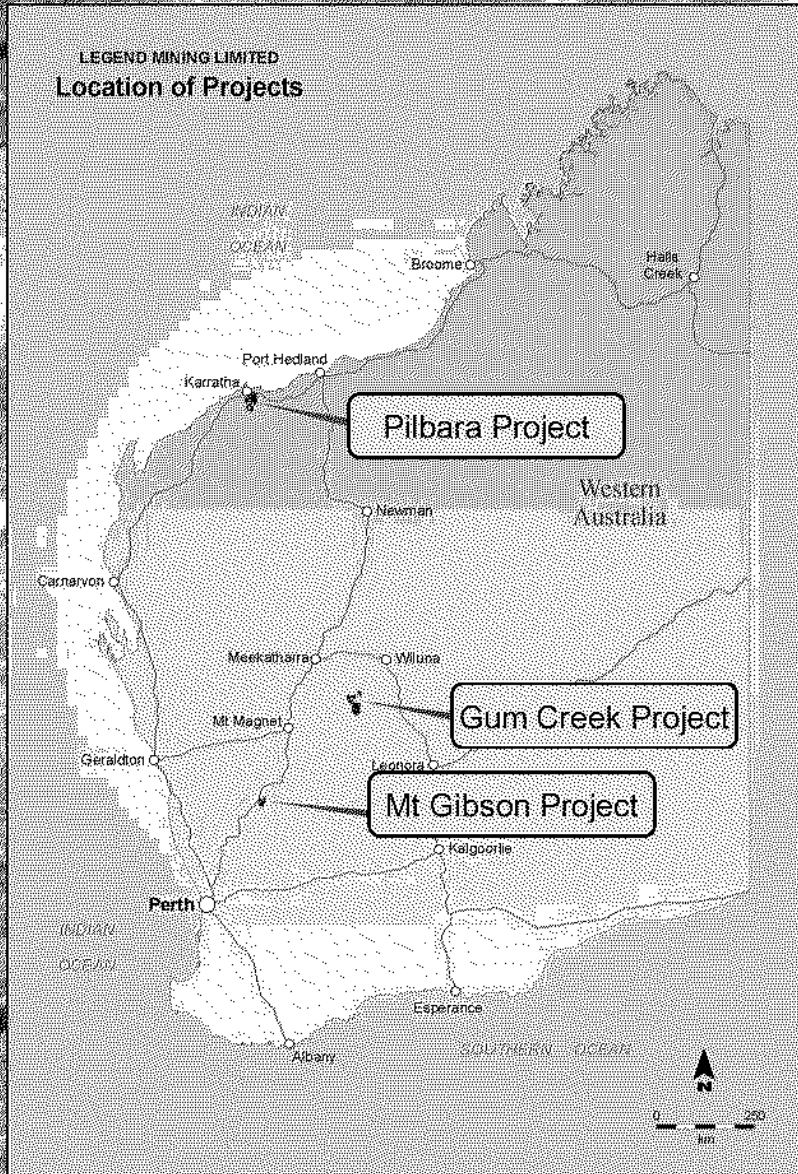 LEGEND MINING LIMITED
Location of Projects
INDIAN
OCEAN
Broome
Halls
Creek
Port Hedland
Karratha
Pilbara Project
Western
Australia
Newman
Carnarvon
Meekatharra
Wiluna
Mt Magnet
Gum Creek Project
Geraldton
Leonora
Mt Gibson Project
Kalgoorlie
Perth
INDIAN
OCEAN
Esperance
Albany
SOUTHERN OCEAN
N
0 250
km